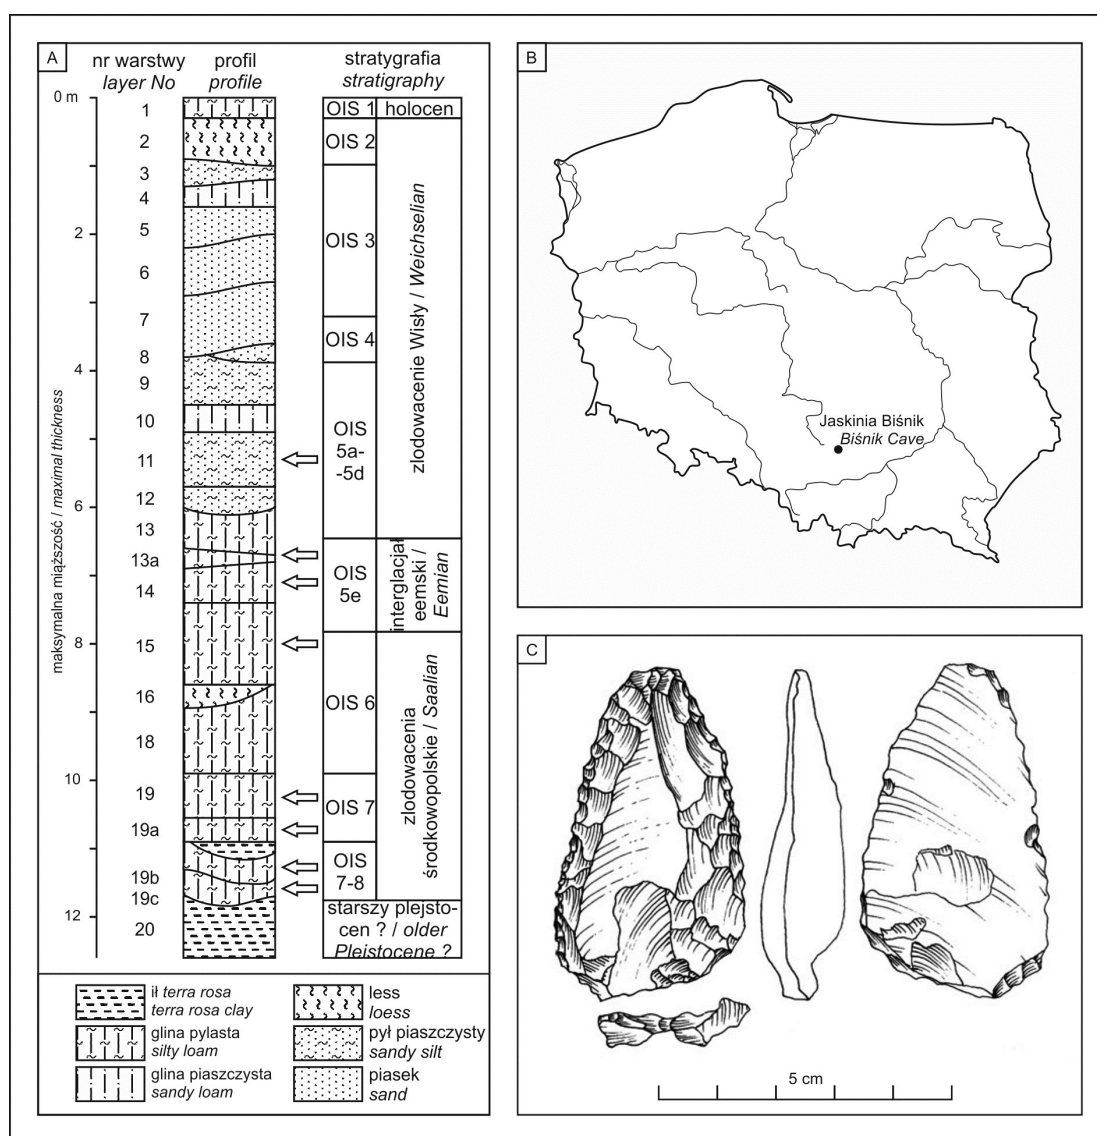 A
nr warstwy
layer No
profil
profile
stratygrafia
stratigraphy
0 m
2
4
6
8
10
12
maksymalna miąższość / maximal thickness
1
2
3
4
5
6
7
8
9
10
11
12
13
13a
14
15
16
18
19
19a
19b
19c
20
OIS 1
holocen
OIS 2
OIS 3
OIS 4
OIS
5a-
-5d
zlodowacenie Wisły / Weichselian
OIS
5e
interglacjał
eemski /
Eemian
OIS 6
OIS 7
OIS
7-8
zlodowacenia
środkowopolskie / Saalian
starszy plejsto-
cen ? / older
Pleistocene ?
ił terra rosa
terra rosa clay
glina pylasta
silty loam
glina piaszczysta
sandy loam
less
loess
pył piaszczysty
sandy silt
piasek
sand
B
Jaskinia Biśnik
Biśnik Cave
C
5 cm